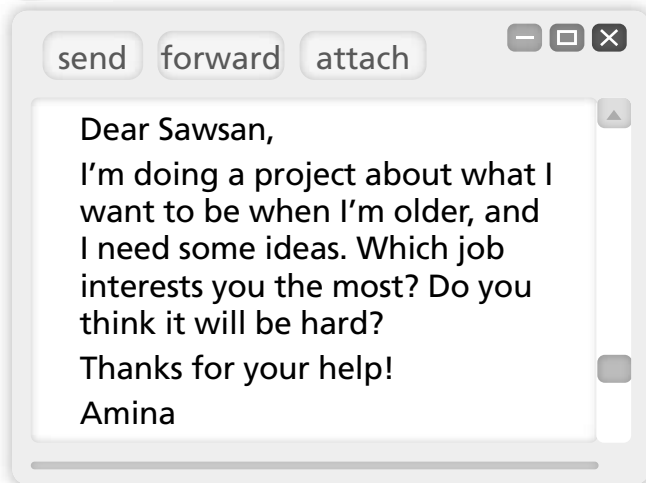 send forward attach
Dear Sawsan,
I’m doing a project about what I
want to be when I’m older, and
I need some ideas. Which job
interests you the most? Do you
think it will be hard?
Thanks for your help!
Amina